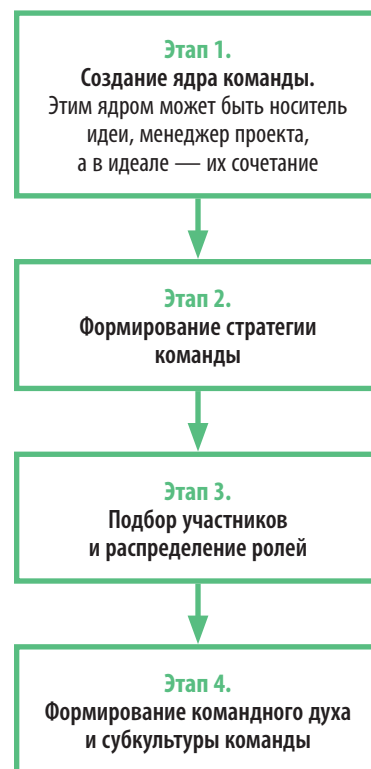 Этап 1.
Создание ядра команды.
Этим ядром может быть носитель
идеи, менеджер проекта,
а в идеале — их сочетание
Этап 2.
Формирование стратегии
команды
Этап 3.
Подбор участников
и распределение ролей
Этап 4.
Формирование командного духа
и субкультуры команды